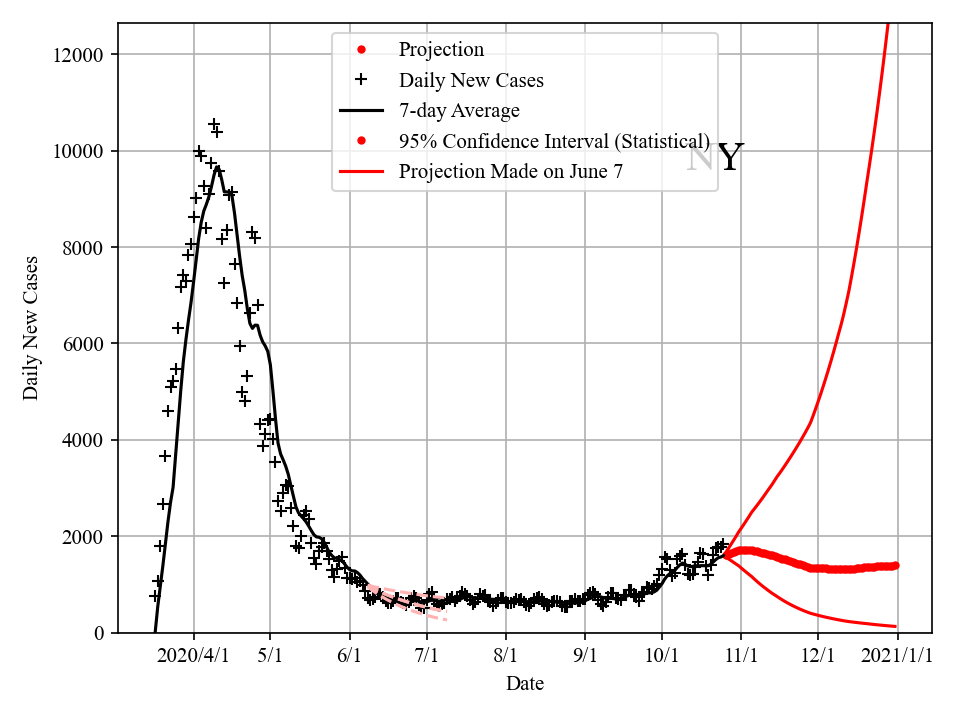 12000
10000
8000
6000
4000
2000
0
Daily New Cases
Projection
Daily New Cases
7-day Average
95% Confidence Interval (Statistical)
Projection Made on June 7
NY
2020/4/1 5/1 6/1 7/1 8/1 9/1 10/1 11/1 12/1 2021/1/1
Date